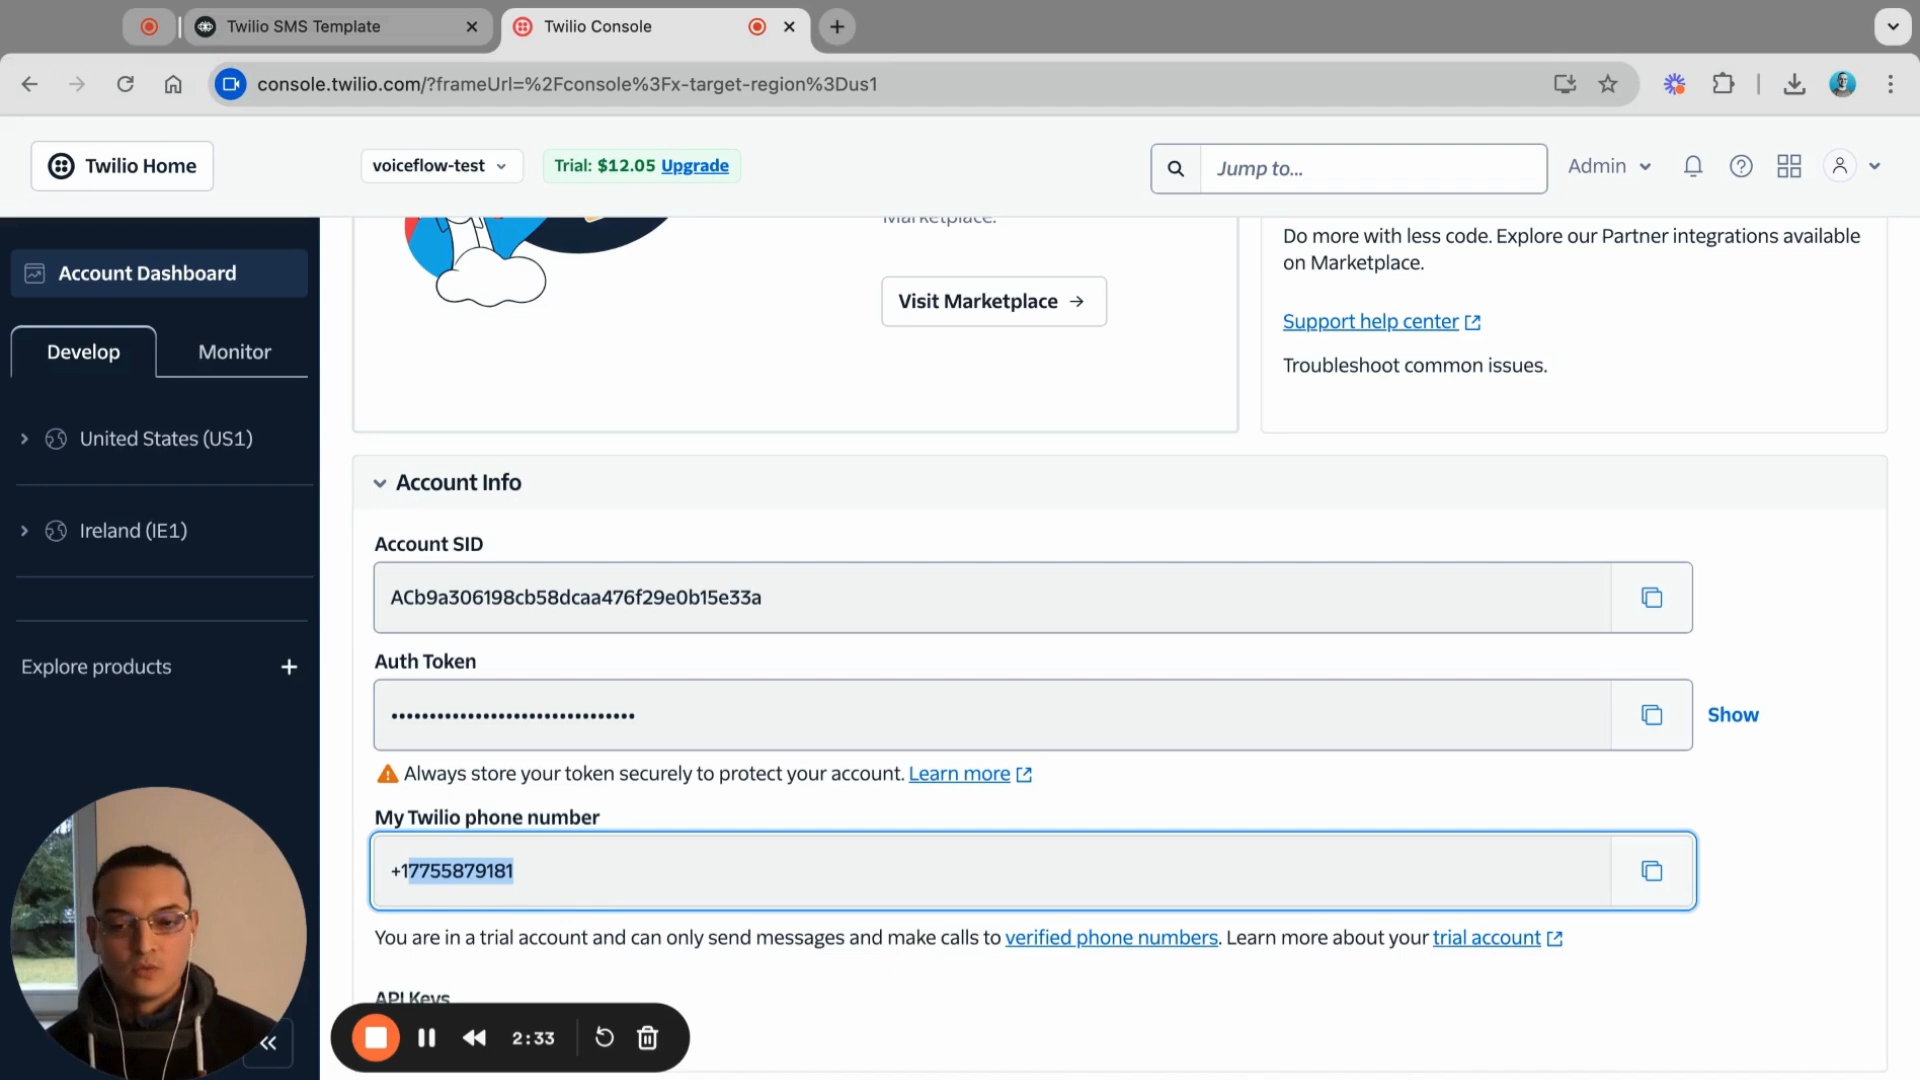 Twilio SMS Template
Twilio Console
console.twilio.com/?frameUrl=%2Fconsole%3Fx-target-region%3Dus1
Twilio Home
voiceflow-test
Trial: $12.05 Upgrade
Jump to...
Admin
Account Dashboard
Develop
Monitor
United States (US1)
Ireland (IE1)
Explore products
Marketplace.
Visit Marketplace →
Do more with less code. Explore our Partner integrations available
on Marketplace.
Support help center
Troubleshoot common issues.
Account Info
Account SID
ACb9a306198cb58dcaa476f29e0b15e33a
Auth Token
••••••••••••••••••••••••••••••••
Show
Always store your token securely to protect your account. Learn more
My Twilio phone number
+17755879181
You are in a trial account and can only send messages and make calls to verified phone numbers. Learn more about your trial account
API Keys
2:33